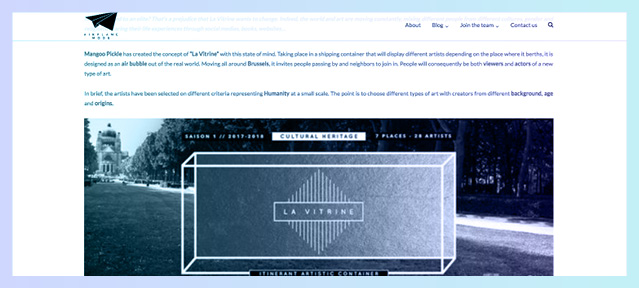 About Blog Join the team Contact us
Mangoo Pickle has created the concept of "La Vitrine" with this state of mind. Taking place in a shipping container that will display different artists depending on the place where it berths, it is
designed as an air bubble out of the real world. Moving all around Brussels, it invites people passing by and neighbors to join in. People will consequently be both viewers and actors of a new
type of art.
In brief, the artists have been selected on different criteria representing Humanity at a small scale. The point is to choose different types of art with creators from different background, age
and origins.
SAISON 1 // 2017-2018 CULTURAL HERITAGE 7 PLACES - 28 ARTISTS
LA VITRINE
ITINERANT ARTISTIC CONTAINER